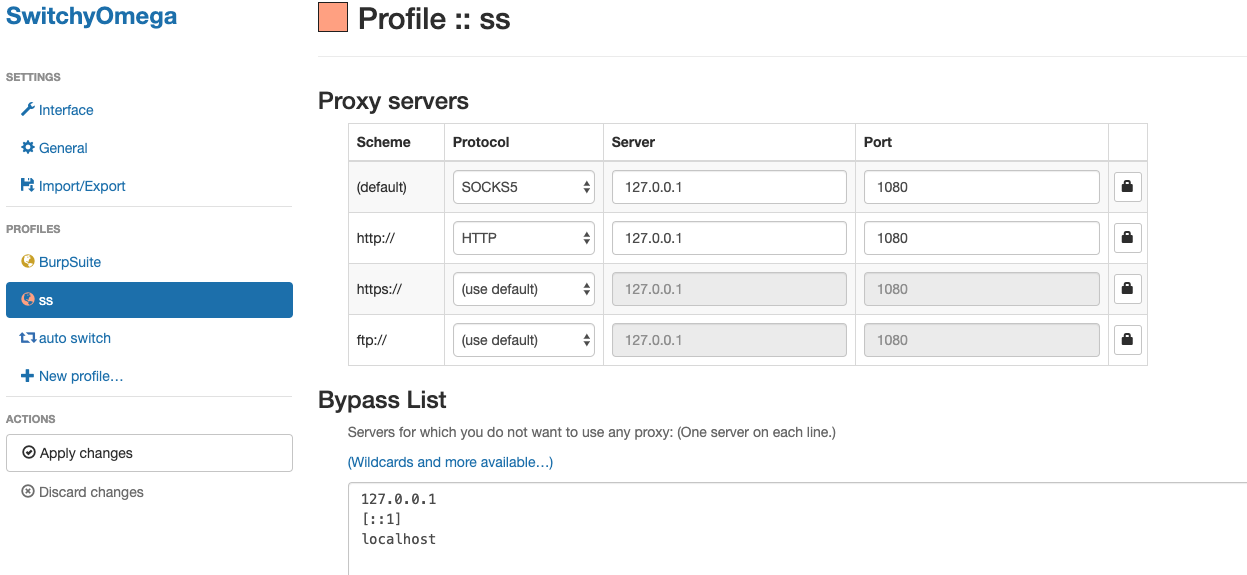 SwitchyOmega
SETTINGS
Interface
General
Import/Export
PROFILES
BurpSuite
ss
auto switch
New profile…
ACTIONS
Apply changes
Discard changes
Profile :: ss
Proxy servers
Scheme Protocol Server Port
(default) SOCKS5 127.0.0.1 1080
http:// HTTP 127.0.0.1 1080
https:// (use default) 127.0.0.1 1080
ftp:// (use default) 127.0.0.1 1080
Bypass List
Servers for which you do not want to use any proxy: (One server on each line.)
(Wildcards and more available…)
127.0.0.1
[::1]
localhost